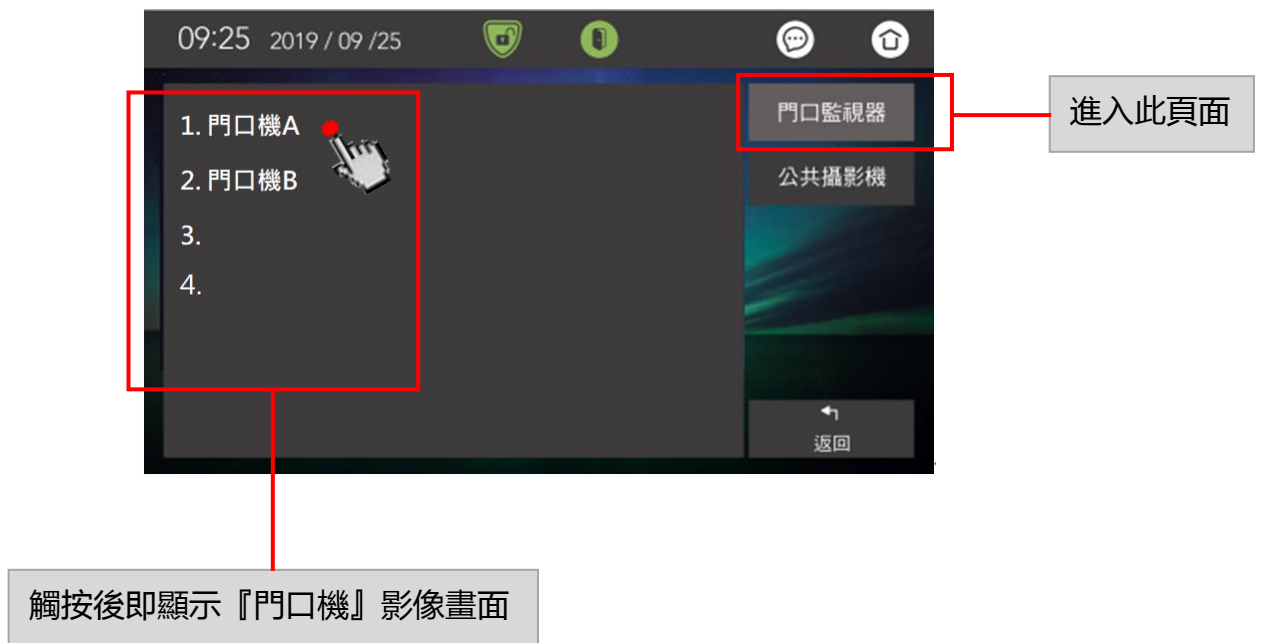 09:25 2019 / 09 /25
1. 門口機A
2. 門口機B
3.
4.
門口監視器
公共攝影機
返回
進入此頁面
觸按後即顯示『門口機』影像畫面